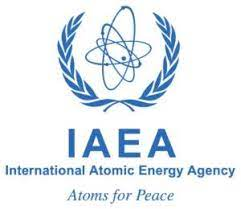 IAEA
International Atomic Energy Agency
Atoms for Peace